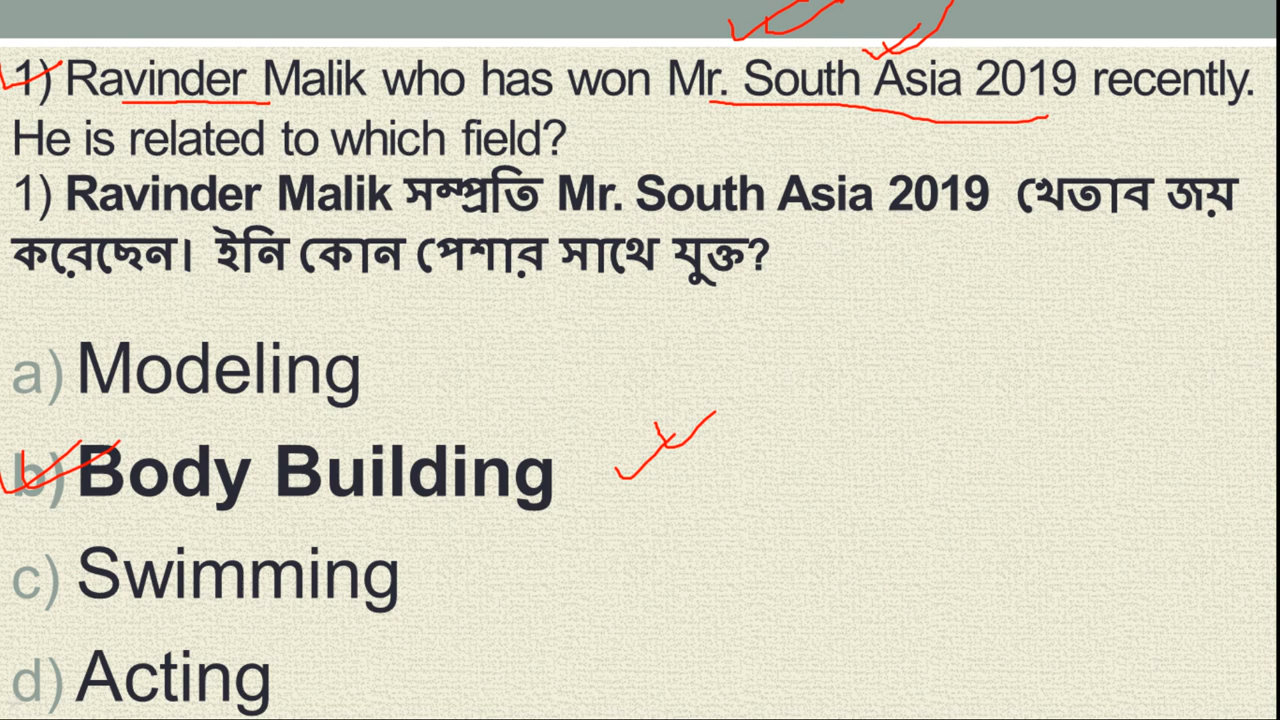 1) Ravinder Malik who has won Mr. South Asia 2019 recently.
He is related to which field?
1) Ravinder Malik সম্প্রতি Mr. South Asia 2019 খেতাব জয়
করেছেন। ইনি কোন পেশার সাথে যুক্ত?
a) Modeling
b) Body Building
c) Swimming
d) Acting